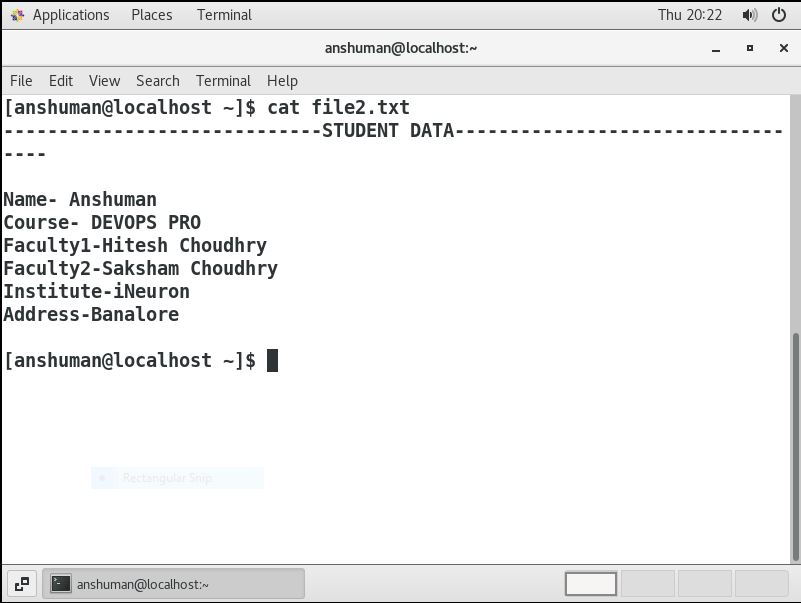 Applications Places Terminal Thu 20:22
anshuman@localhost:~
File Edit View Search Terminal Help
[anshuman@localhost ~]$ cat file2.txt
-----------------------------STUDENT DATA------------------------------
----
Name- Anshuman
Course- DEVOPS PRO
Faculty1-Hitesh Choudhry
Faculty2-Saksham Choudhry
Institute-iNeuron
Address-Banalore
[anshuman@localhost ~]$
Rectangular Snip
anshuman@localhost:~